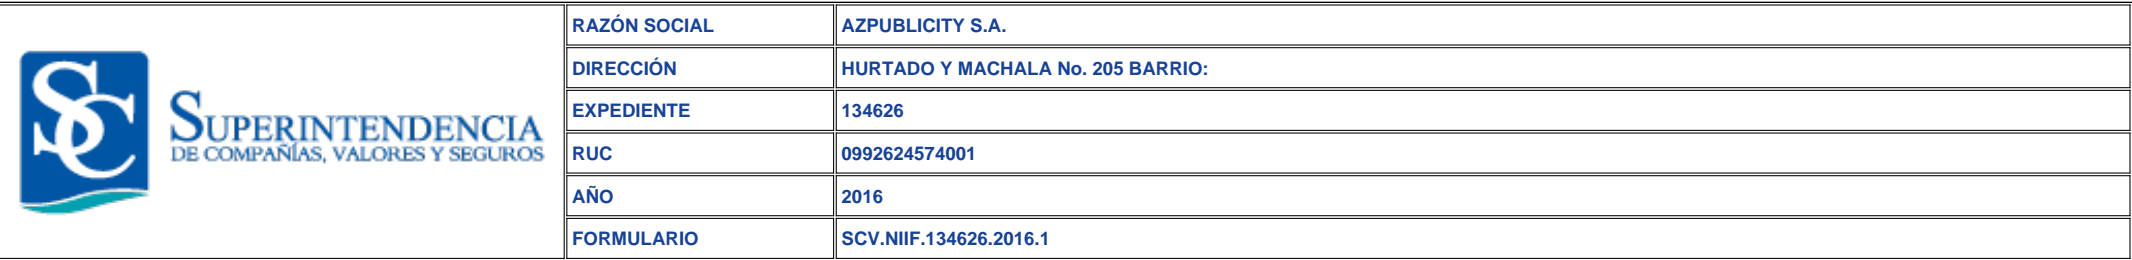 SC
SUPERINTENDENCIA
DE COMPAÑÍAS, VALORES Y SEGUROS
RAZÓN SOCIAL AZPUBLICITY S.A.
DIRECCIÓN HURTADO Y MACHALA No. 205 BARRIO:
EXPEDIENTE 134626
RUC 0992624574001
AÑO 2016
FORMULARIO SCV.NIIF.134626.2016.1